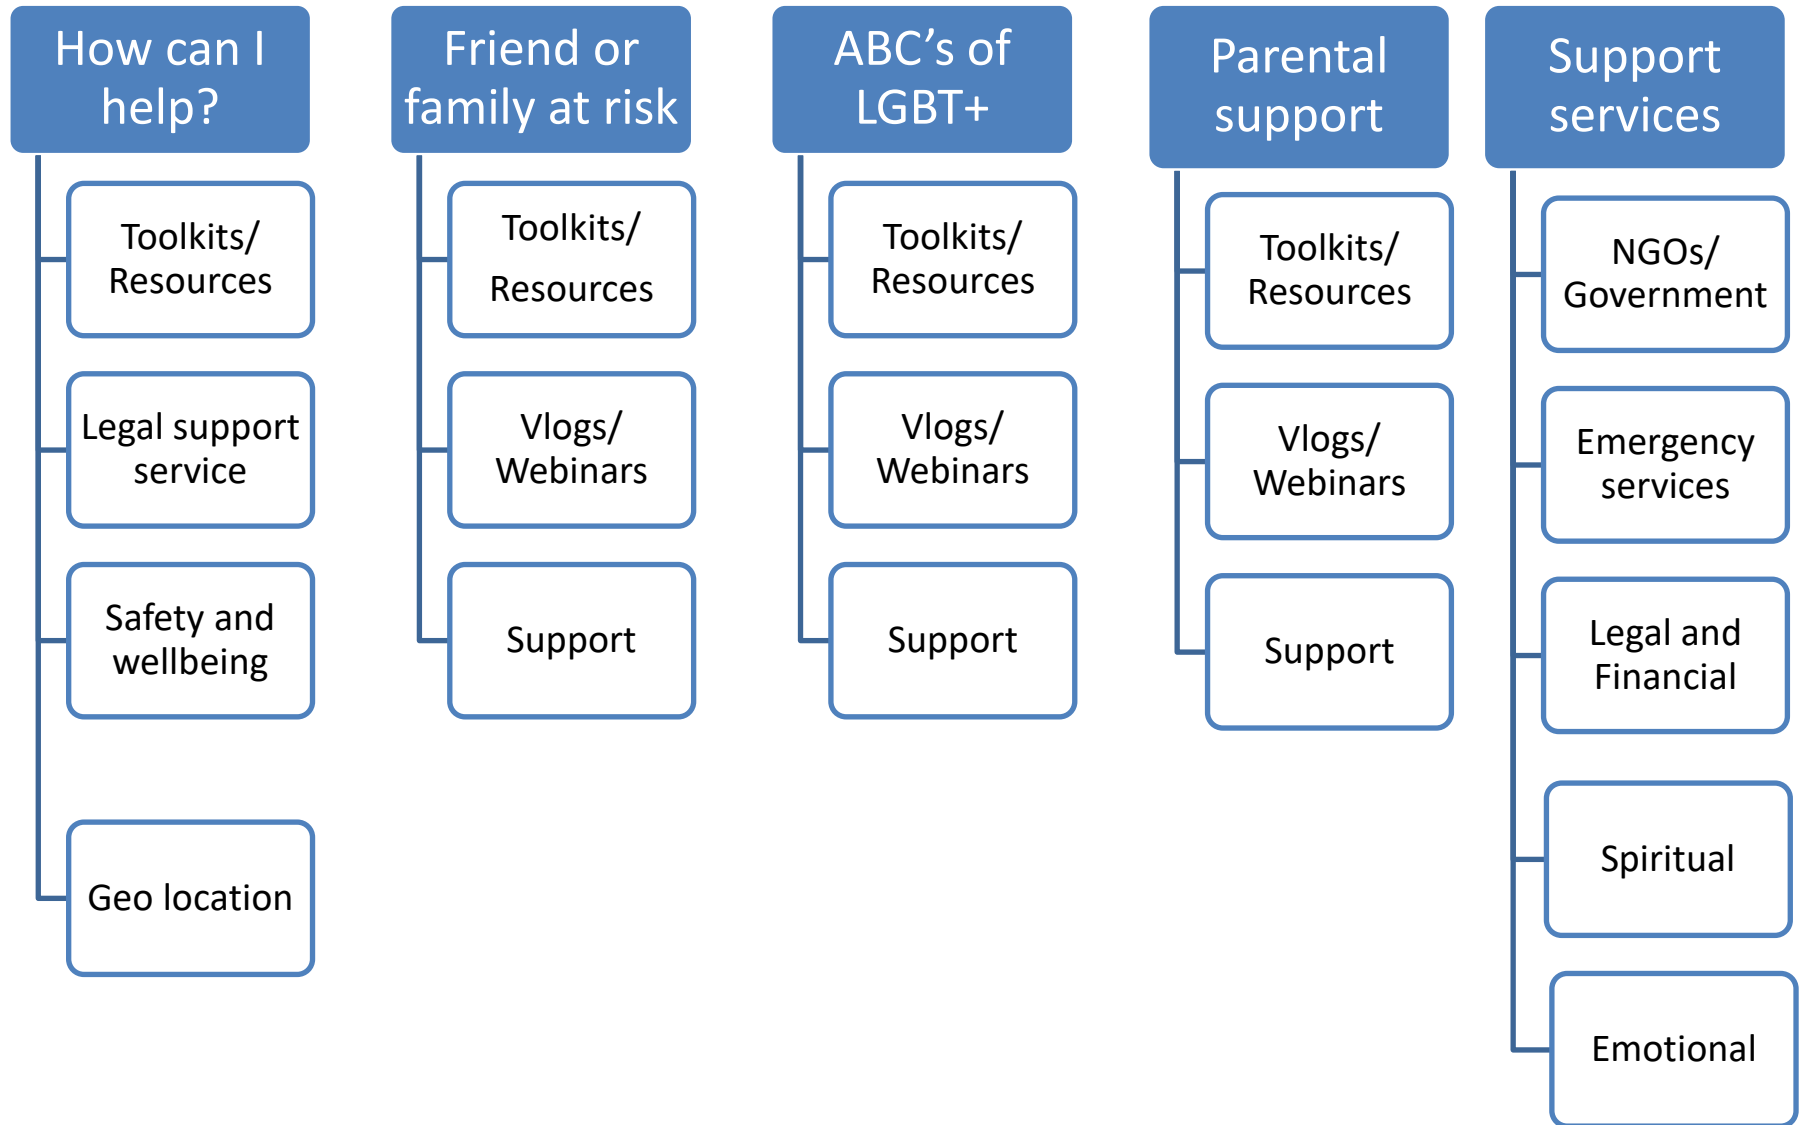 How can I
help?
Toolkits/
Resources
Legal support
service
Safety and
wellbeing
Geo location
Friend or
family at risk
Toolkits/
Resources
Vlogs/
Webinars
Support
ABC’s of
LGBT+
Toolkits/
Resources
Vlogs/
Webinars
Support
Parental
support
Toolkits/
Resources
Vlogs/
Webinars
Support
Support
services
NGOs/
Government
Emergency
services
Legal and
Financial
Spiritual
Emotional